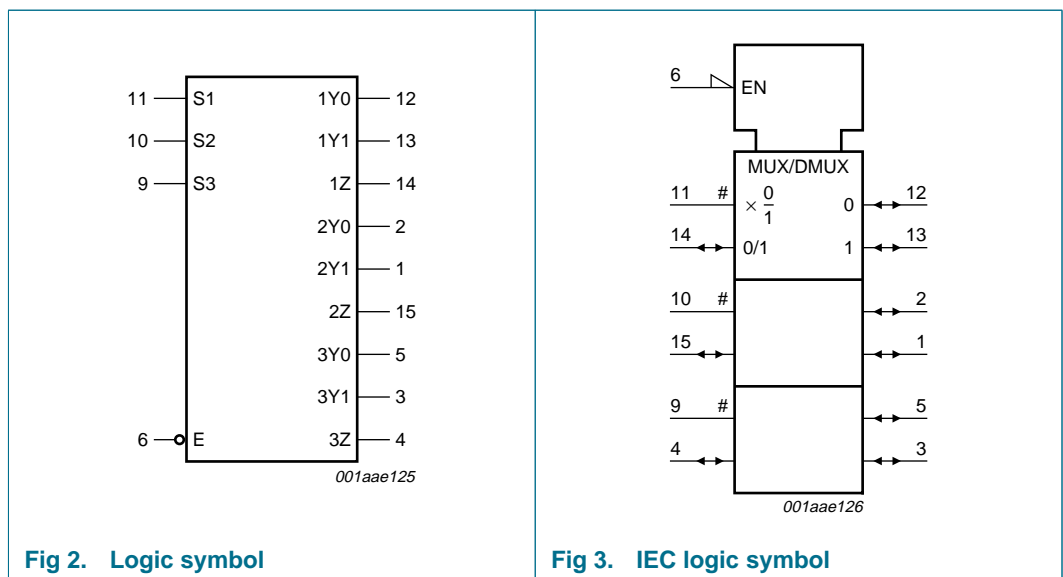 11 S1 1Y0 12
10 S2 1Y1 13
9 S3 1Z 14
2Y0 2
2Y1 1
2Z 15
3Y0 5
3Y1 3
6 E 3Z 4
001aae125
Fig 2. Logic symbol
6 EN
MUX/DMUX
11 # × 0/1 0 12
14 0/1 1 13
10 # 2
15 1
9 # 5
4 3
001aae126
Fig 3. IEC logic symbol